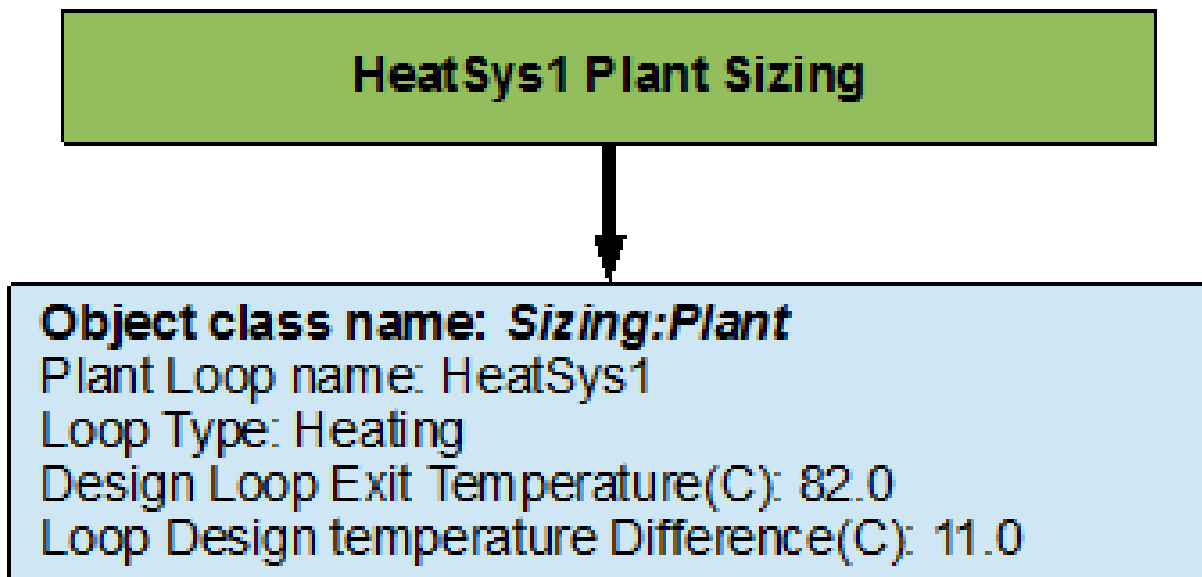 HeatSys1 Plant Sizing
Object class name: Sizing:Plant
Plant Loop name: HeatSys1
Loop Type: Heating
Design Loop Exit Temperature(C): 82.0
Loop Design temperature Difference(C): 11.0